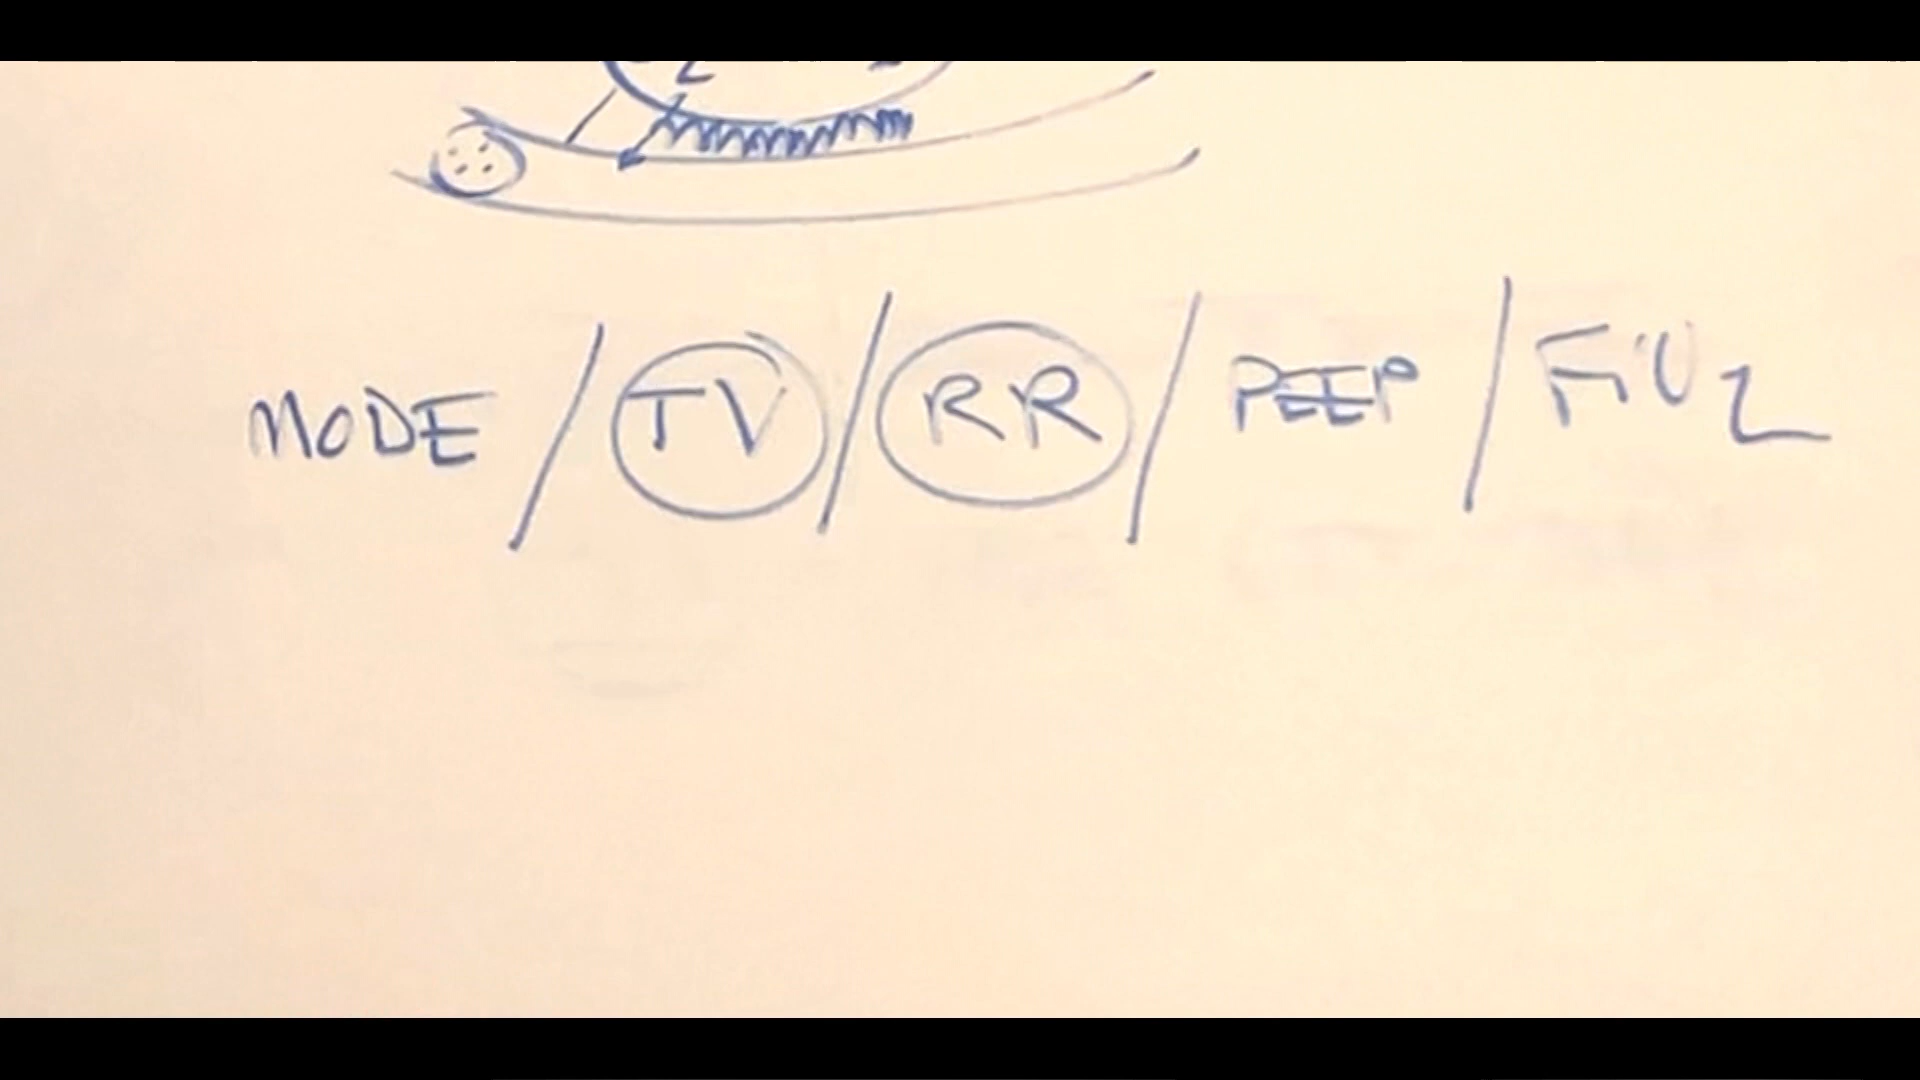 MODE / TV / RR / PEEP / FiO2